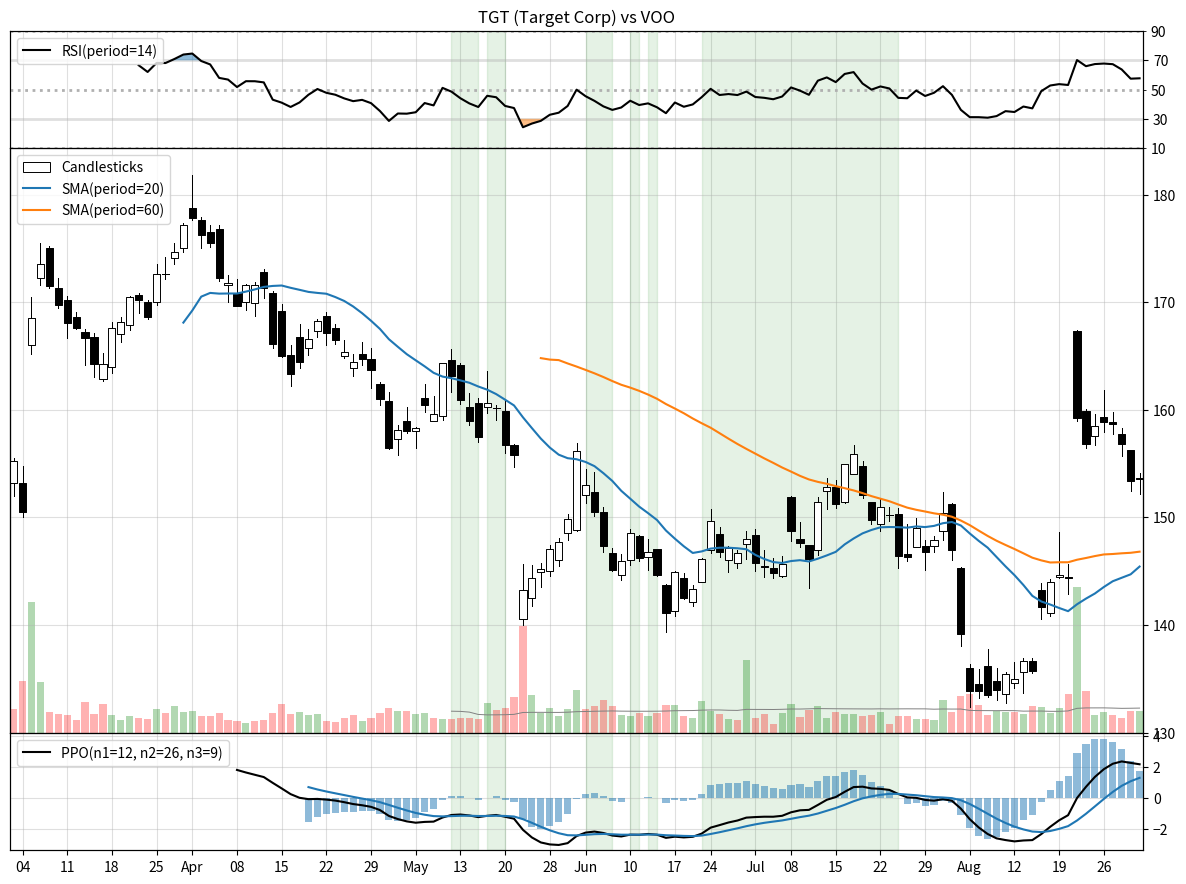 TGT (Target Corp) vs VOO
RSI(period=14)
90
70
50
30
10
Candlesticks
SMA(period=20)
SMA(period=60)
180
170
160
150
140
130
PPO(n1=12, n2=26, n3=9)
4
2
0
−2
04 11 18 25 Apr 08 15 22 29 May 13 20 28 Jun 10 17 24 Jul 08 15 22 29 Aug 12 19 26